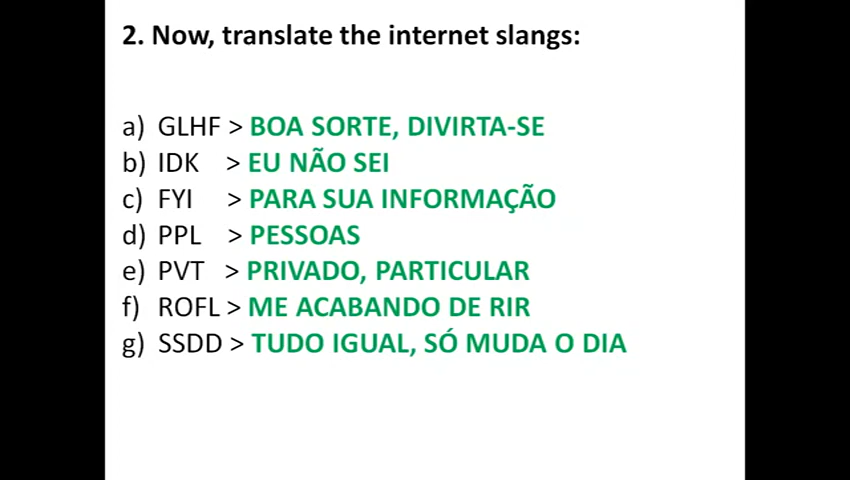 2. Now, translate the internet slangs:
a) GLHF > BOA SORTE, DIVIRTA-SE
b) IDK > EU NÃO SEI
c) FYI > PARA SUA INFORMAÇÃO
d) PPL > PESSOAS
e) PVT > PRIVADO, PARTICULAR
f) ROFL > ME ACABANDO DE RIR
g) SSDD > TUDO IGUAL, SÓ MUDA O DIA